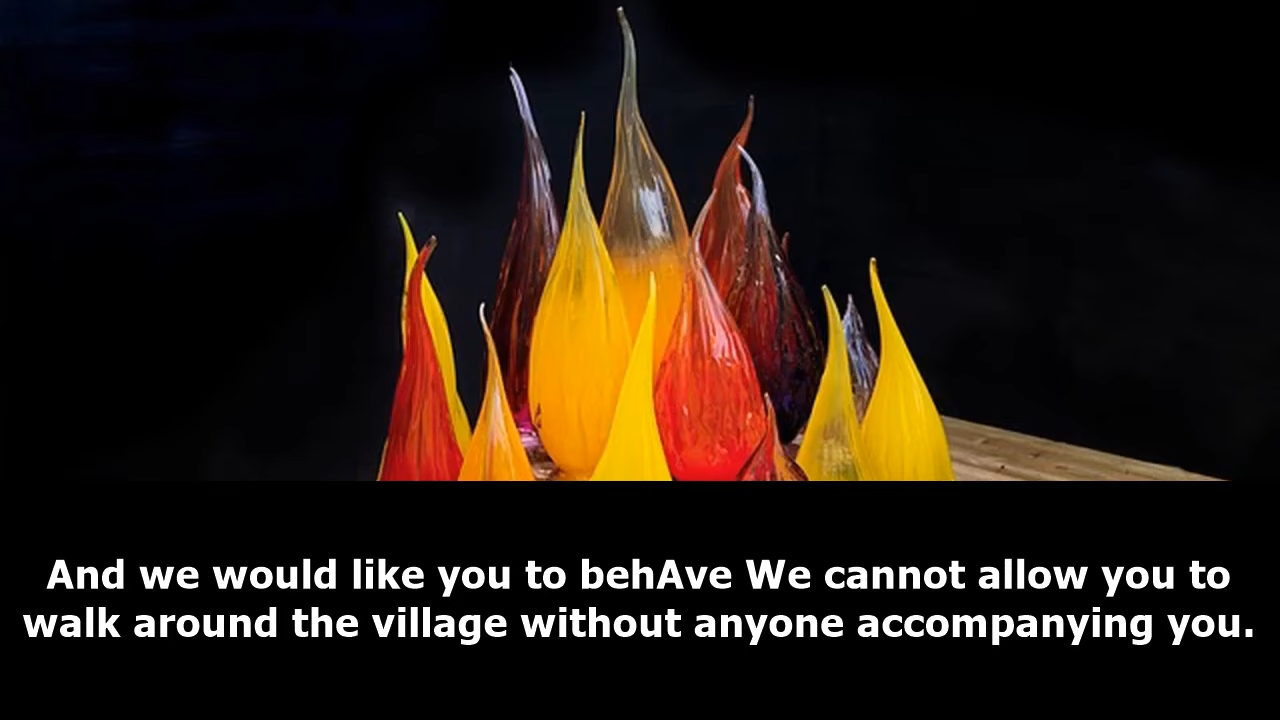 And we would like you to behAve We cannot allow you to
walk around the village without anyone accompanying you.